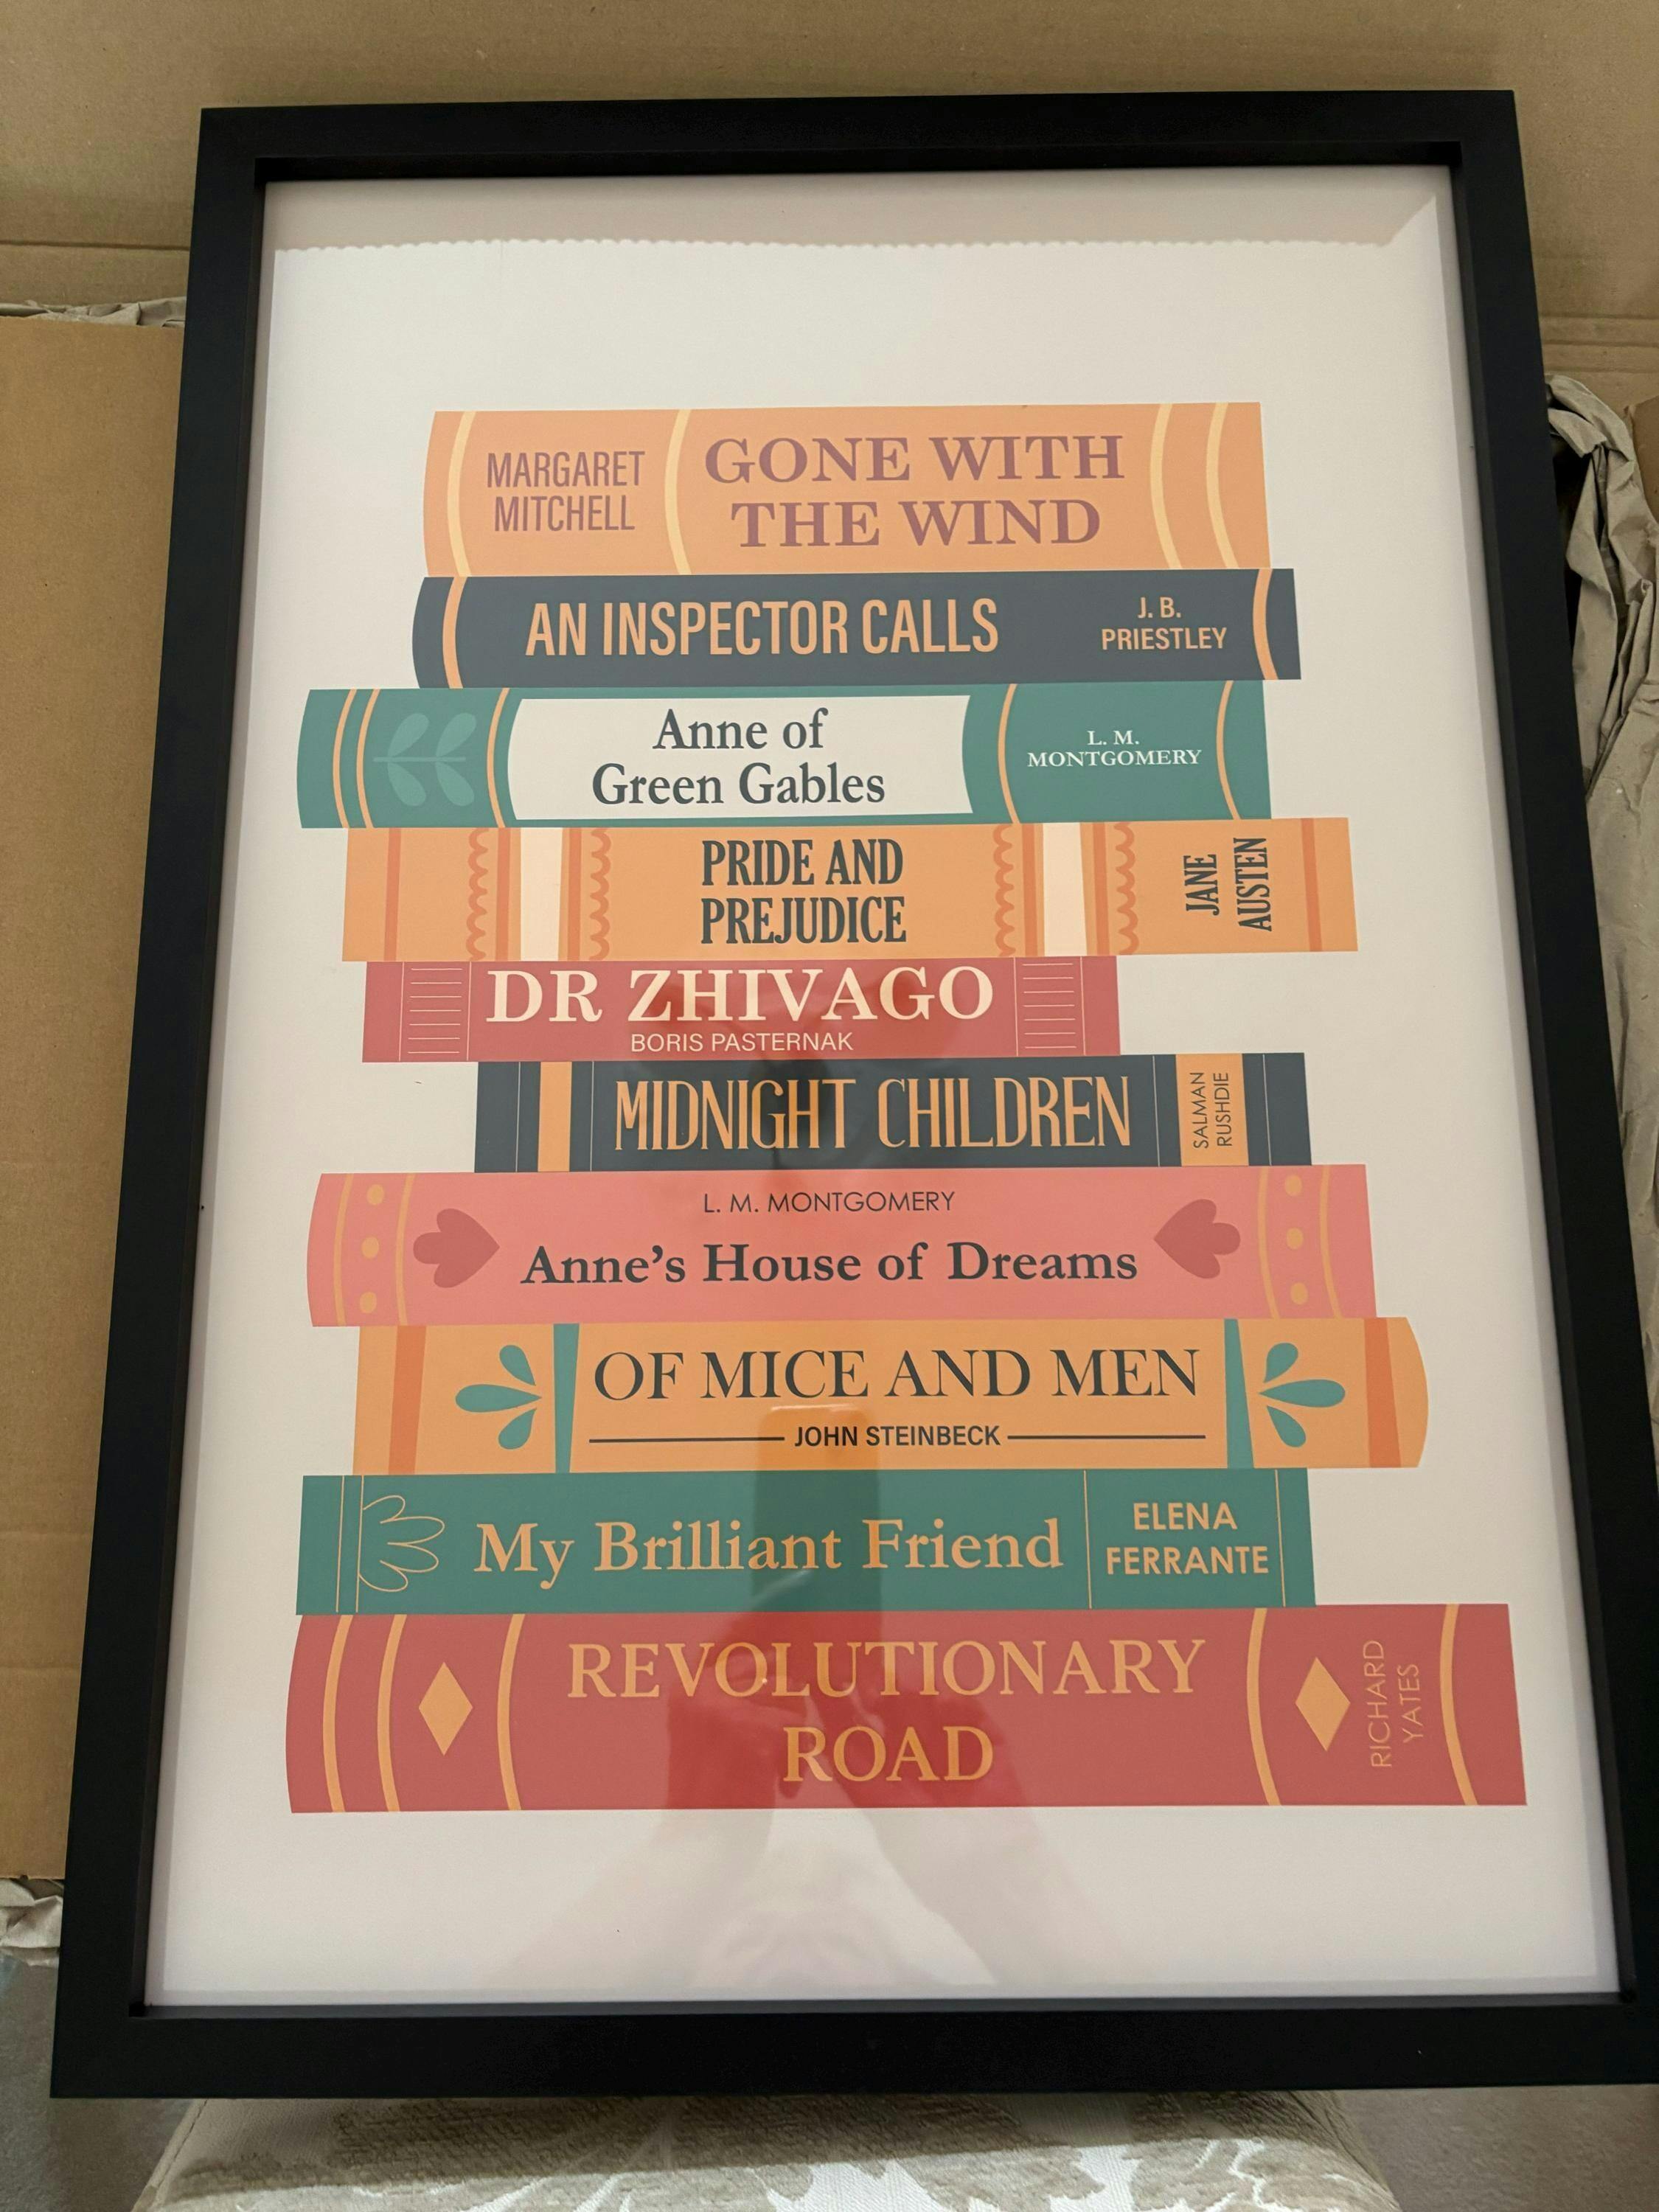 MARGARET
MITCHELL
GONE WITH
THE WIND
AN INSPECTOR CALLS
J. B.
PRIESTLEY
Anne of
Green Gables
L. M.
MONTGOMERY
PRIDE AND
PREJUDICE
JANE
AUSTEN
DR ZHIVAGO
BORIS PASTERNAK
MIDNIGHT CHILDREN
SALMAN
RUSHDIE
L. M. MONTGOMERY
Anne's House of Dreams
OF MICE AND MEN
JOHN STEINBECK
My Brilliant Friend
ELENA
FERRANTE
REVOLUTIONARY
ROAD
RICHARD
YATES